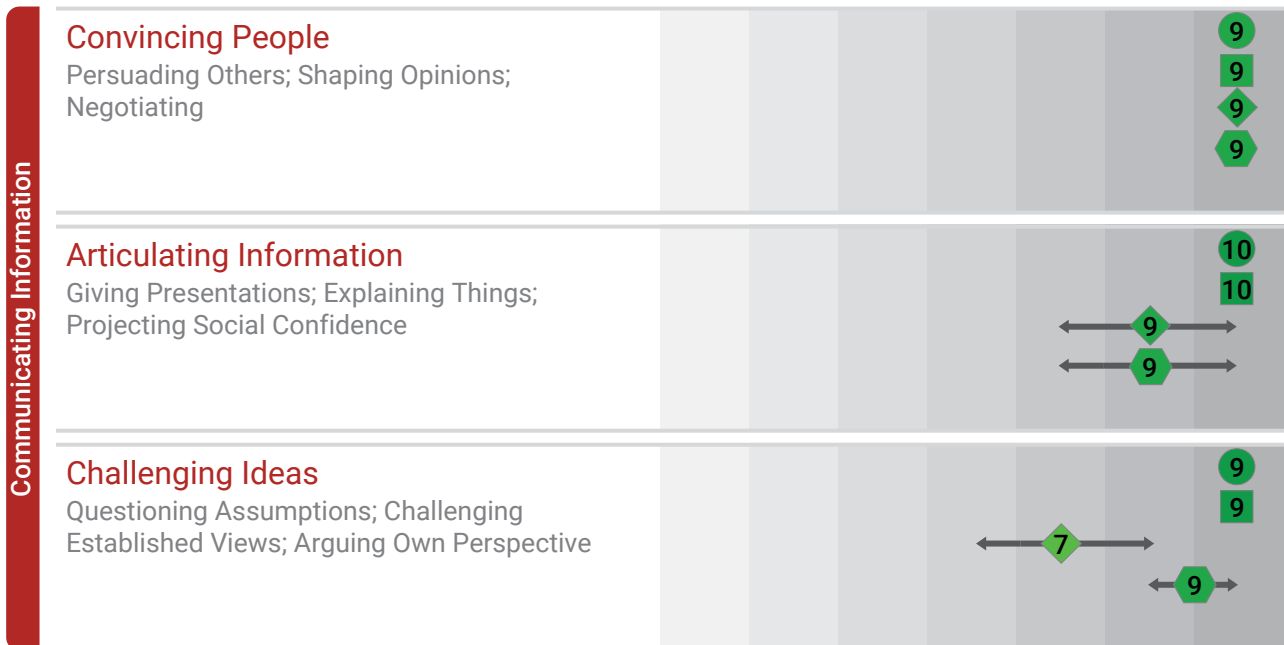 Communicating Information
Convincing People
Persuading Others; Shaping Opinions;
Negotiating
9
9
9
9
Articulating Information
Giving Presentations; Explaining Things;
Projecting Social Confidence
10
10
9
9
Challenging Ideas
Questioning Assumptions; Challenging
Established Views; Arguing Own Perspective
9
9
7
9